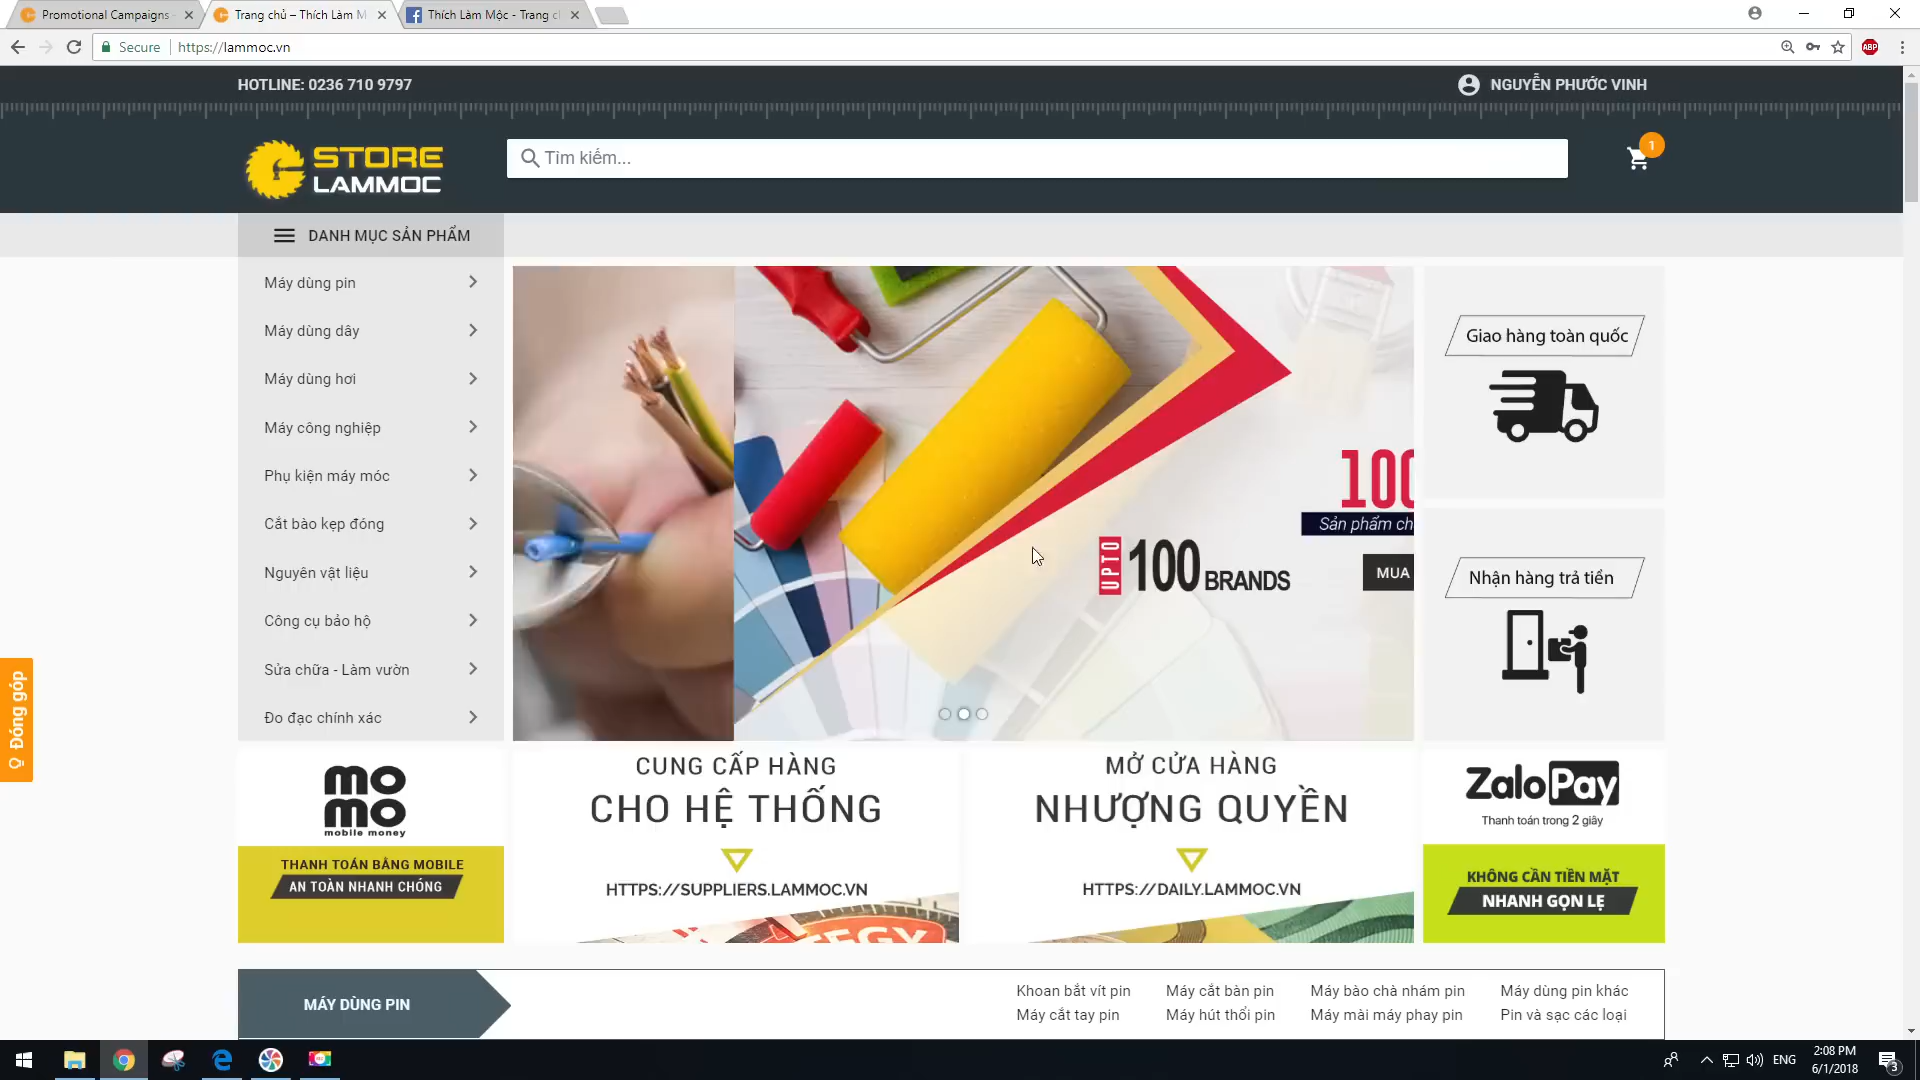 Promotional Campaigns
Trang chủ – Thích Làm M
Thích Làm Mộc - Trang c
Secure
https://lammoc.vn
ABP
HOTLINE: 0236 710 9797
NGUYỄN PHƯỚC VINH
STORE
LAMMOC
Tìm kiếm...
1
DANH MỤC SẢN PHẨM
Máy dùng pin
Máy dùng dây
Máy dùng hơi
Máy công nghiệp
Phụ kiện máy móc
Cắt bào kẹp đóng
Nguyên vật liệu
Công cụ bảo hộ
Sửa chữa - Làm vườn
Đo đạc chính xác
100
Sản phẩm ch
UPTO
100 BRANDS
MUA
Giao hàng toàn quốc
Nhận hàng trả tiền
Đóng góp
mo
mo
mobile money
THANH TOÁN BẰNG MOBILE
AN TOÀN NHANH CHÓNG
CUNG CẤP HÀNG
CHO HỆ THỐNG
HTTPS://SUPPLIERS.LAMMOC.VN
MỞ CỬA HÀNG
NHƯỢNG QUYỀN
HTTPS://DAILY.LAMMOC.VN
ZaloPay
Thanh toán trong 2 giây
KHÔNG CẦN TIỀN MẶT
NHANH GỌN LẸ
MÁY DÙNG PIN
Khoan bắt vít pin
Máy cắt bàn pin
Máy bào chà nhám pin
Máy dùng pin khác
Máy cắt tay pin
Máy hút thổi pin
Máy mài máy phay pin
Pin và sạc các loại
ENG
2:08 PM
6/1/2018
3